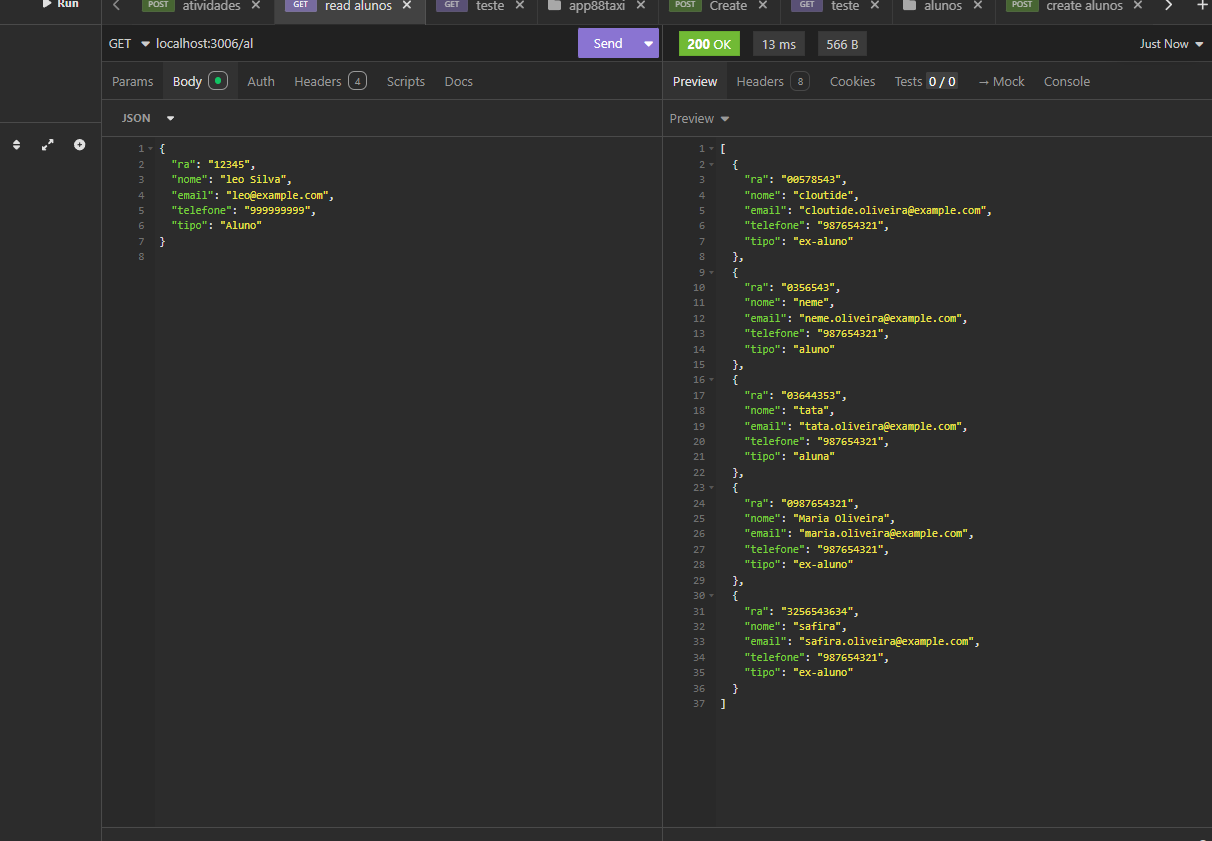 Run
POST atividades × GET read alunos × GET teste × app88taxi × POST Create × GET teste × alunos × POST create alunos × +
GET localhost:3006/al Send 200 OK 13 ms 566 B Just Now
Params Body Auth Headers 4 Scripts Docs Preview Headers 8 Cookies Tests 0 / 0 → Mock Console
JSON Preview
1 {
2 "ra": "12345",
3 "nome": "leo Silva",
4 "email": "leo@example.com",
5 "telefone": "999999999",
6 "tipo": "Aluno"
7 }
8
1 [
2 {
3 "ra": "00578543",
4 "nome": "cloutide",
5 "email": "cloutide.oliveira@example.com",
6 "telefone": "987654321",
7 "tipo": "ex-aluno"
8 },
9 {
10 "ra": "0356543",
11 "nome": "neme",
12 "email": "neme.oliveira@example.com",
13 "telefone": "987654321",
14 "tipo": "aluno"
15 },
16 {
17 "ra": "03644353",
18 "nome": "tata",
19 "email": "tata.oliveira@example.com",
20 "telefone": "987654321",
21 "tipo": "aluna"
22 },
23 {
24 "ra": "0987654321",
25 "nome": "Maria Oliveira",
26 "email": "maria.oliveira@example.com",
27 "telefone": "987654321",
28 "tipo": "ex-aluno"
29 },
30 {
31 "ra": "3256543634",
32 "nome": "safira",
33 "email": "safira.oliveira@example.com",
34 "telefone": "987654321",
35 "tipo": "ex-aluno"
36 }
37 ]